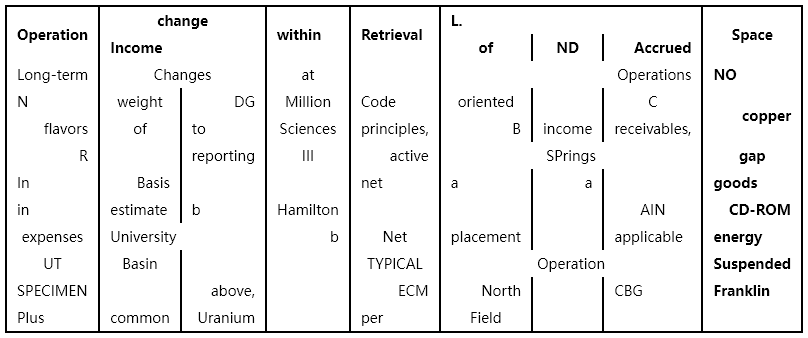 change L.
Operation within Retrieval Space
Income of ND Accrued
Long-term Changes at Operations NO
N weight DG Million Code oriented C
copper
flavors of to Sciences principles, B income receivables,
R reporting III active SPrings gap
In Basis net a a goods
in estimate b Hamilton AIN CD-ROM
expenses University b Net placement applicable energy
UT Basin TYPICAL Operation Suspended
SPECIMEN above, ECM North CBG Franklin
Plus common Uranium per Field